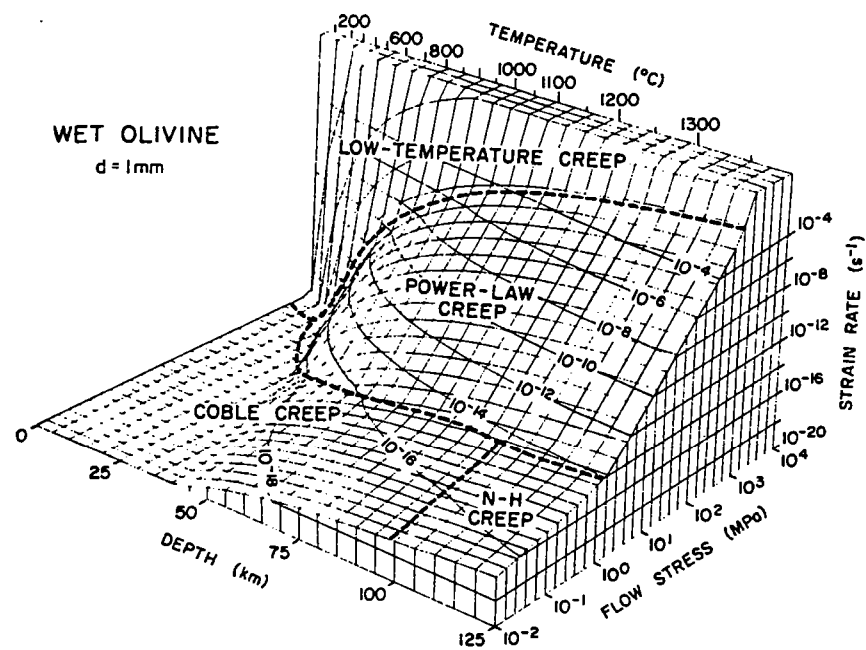 WET OLIVINE
d = 1mm
TEMPERATURE (°C)
200
600
800
1000
1100
1200
1300
LOW-TEMPERATURE CREEP
POWER-LAW
CREEP
COBLE CREEP
N-H
CREEP
10⁻⁴
10⁻⁶
10⁻⁸
10⁻¹⁰
10⁻¹²
10⁻¹⁴
10⁻¹⁶
10⁻¹⁸
STRAIN RATE (s⁻¹)
10⁻⁴
10⁻⁸
10⁻¹²
10⁻¹⁶
10⁻²⁰
FLOW STRESS (MPa)
10⁴
10³
10²
10¹
10⁰
10⁻¹
10⁻²
DEPTH (km)
0
25
50
75
100
125